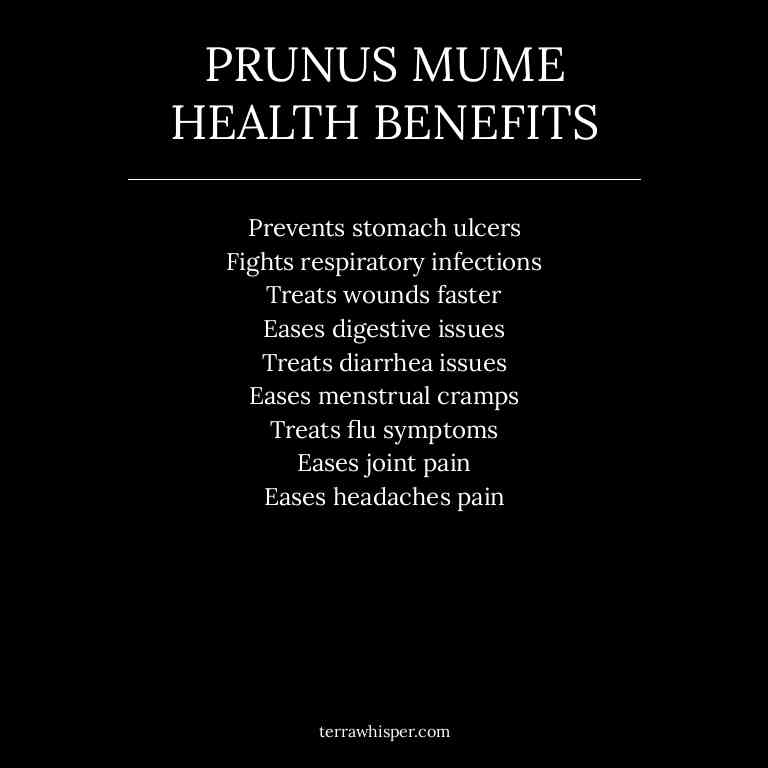 PRUNUS MUME
HEALTH BENEFITS
Prevents stomach ulcers
Fights respiratory infections
Treats wounds faster
Eases digestive issues
Treats diarrhea issues
Eases menstrual cramps
Treats flu symptoms
Eases joint pain
Eases headaches pain
terrawhisper.com